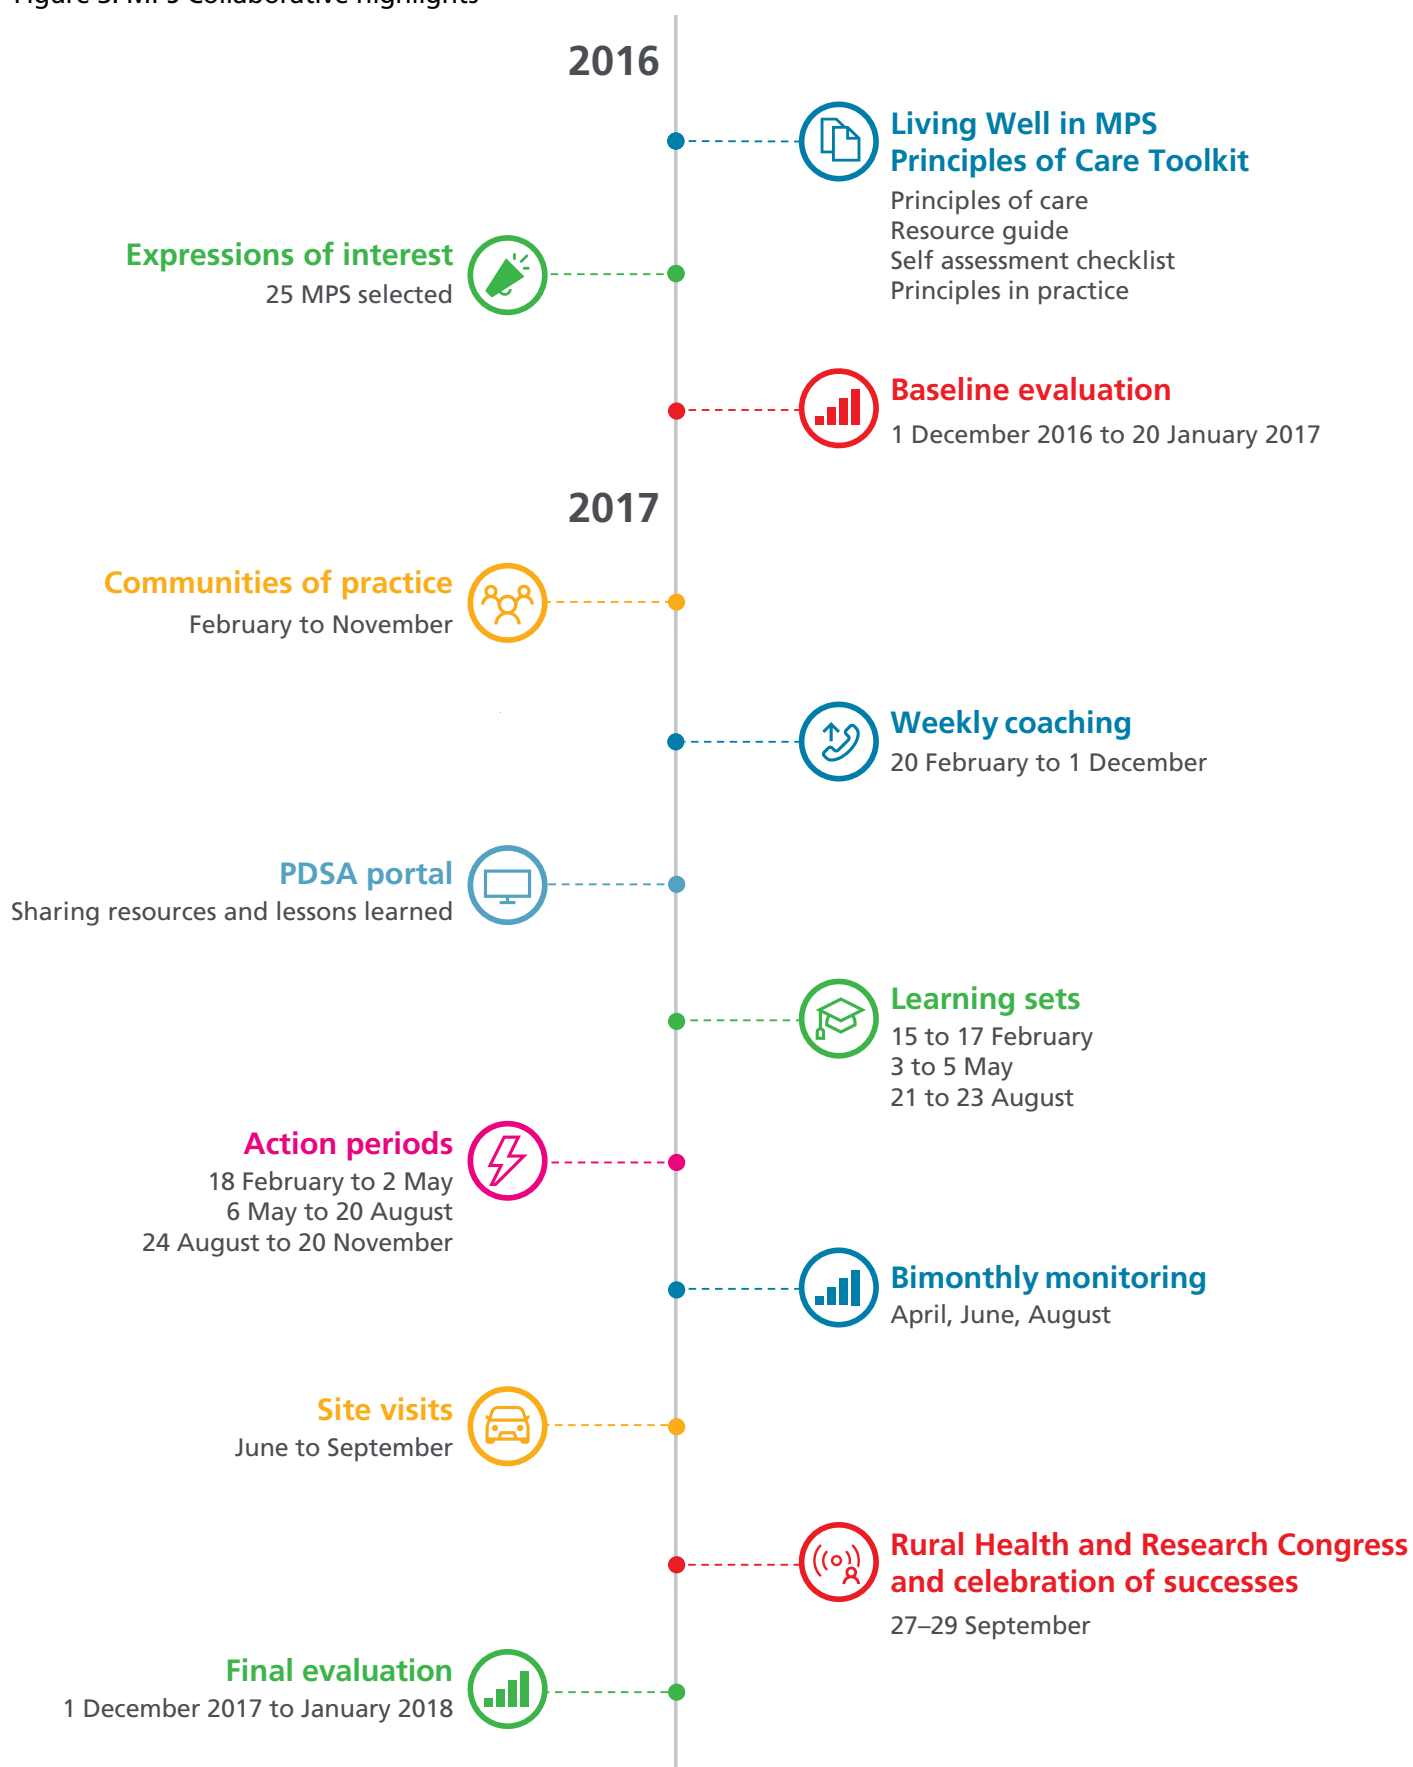 Figure 3. MPS Collaborative highlights
2016
Living Well in MPS
Principles of Care Toolkit
Principles of care
Resource guide
Self assessment checklist
Principles in practice
Expressions of interest
25 MPS selected
Baseline evaluation
1 December 2016 to 20 January 2017
2017
Communities of practice
February to November
Weekly coaching
20 February to 1 December
PDSA portal
Sharing resources and lessons learned
Learning sets
15 to 17 February
3 to 5 May
21 to 23 August
Action periods
18 February to 2 May
6 May to 20 August
24 August to 20 November
Bimonthly monitoring
April, June, August
Site visits
June to September
Rural Health and Research Congress
and celebration of successes
27–29 September
Final evaluation
1 December 2017 to January 2018